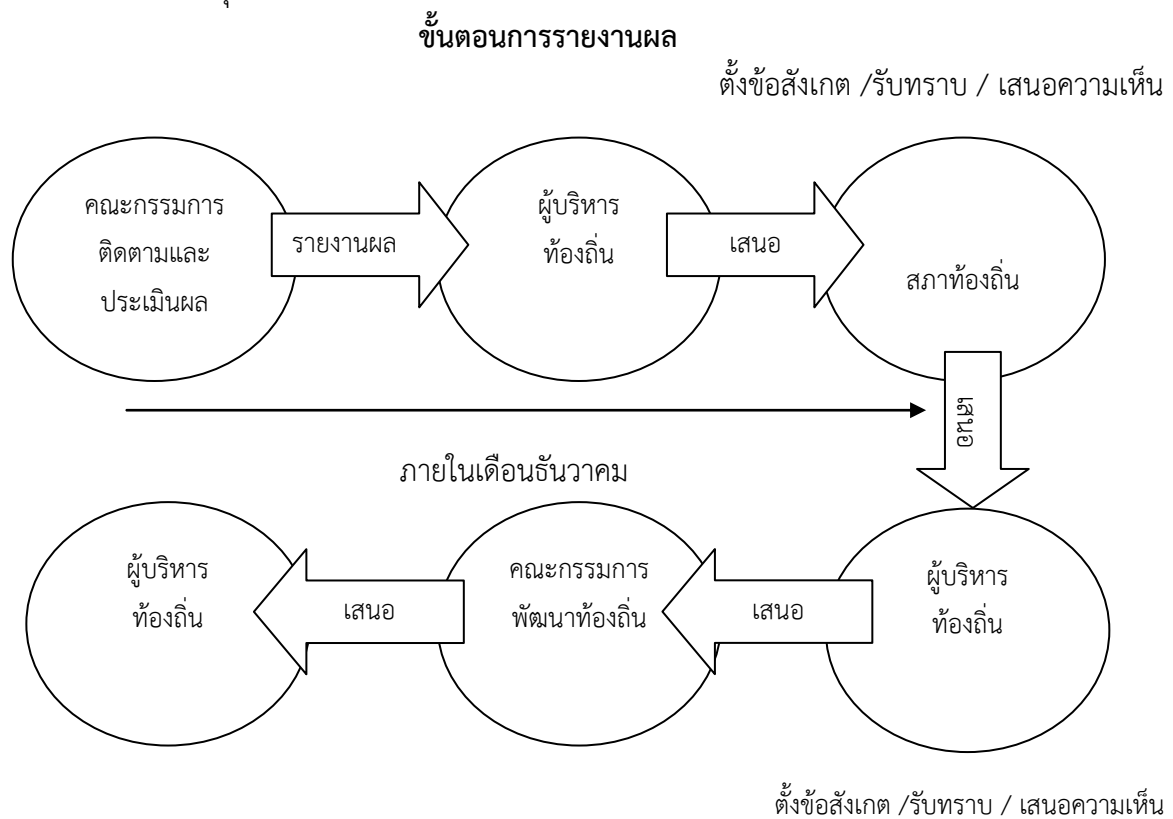 ขั้นตอนการรายงานผล
ตั้งข้อสังเกต /รับทราบ / เสนอความเห็น
คณะกรรมการ
ติดตามและ
ประเมินผล
รายงานผล
ผู้บริหาร
ท้องถิ่น
เสนอ
สภาท้องถิ่น
เสนอ
ภายในเดือนธันวาคม
ผู้บริหาร
ท้องถิ่น
เสนอ
คณะกรรมการ
พัฒนาท้องถิ่น
เสนอ
ผู้บริหาร
ท้องถิ่น
ตั้งข้อสังเกต /รับทราบ / เสนอความเห็น